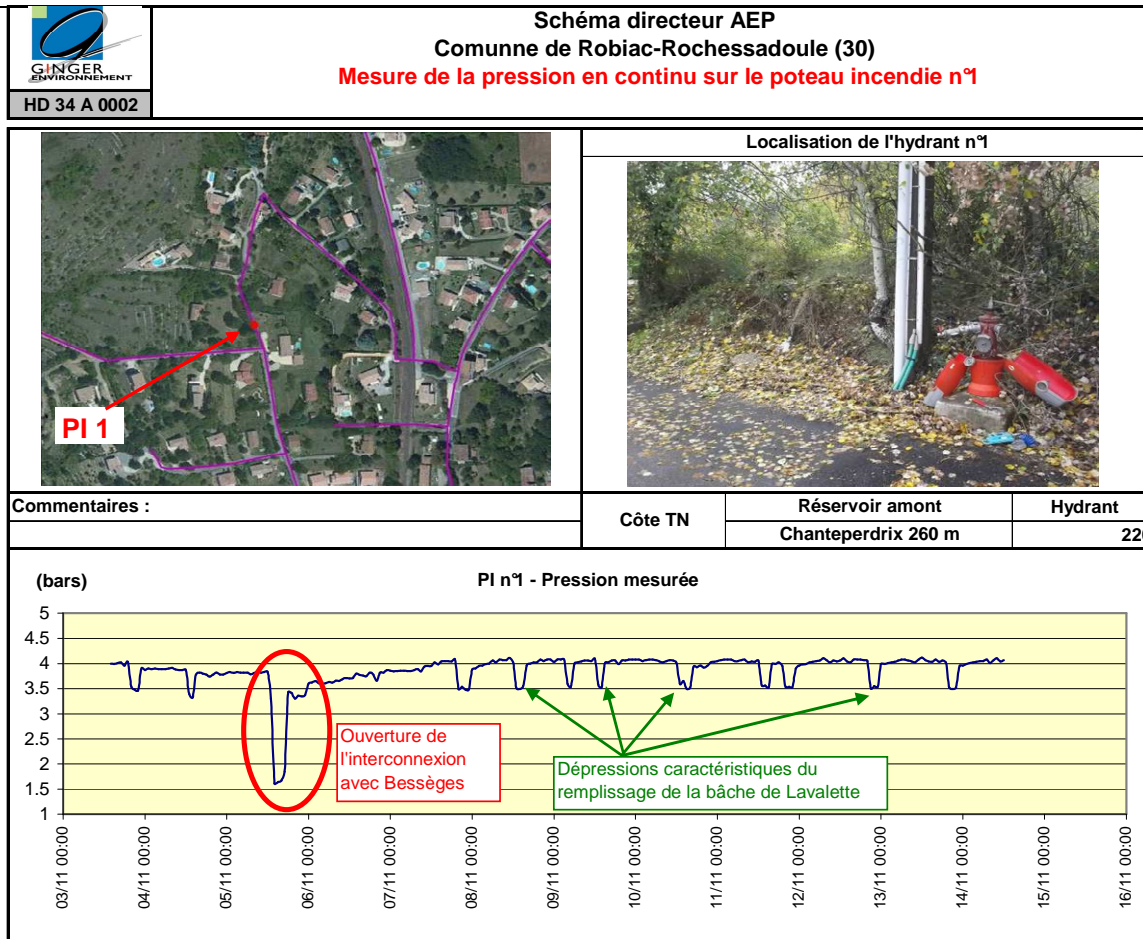 GINGER
ENVIRONNEMENT
HD 34 A 0002
Schéma directeur AEP
Comunne de Robiac-Rochessadoule (30)
Mesure de la pression en continu sur le poteau incendie n°1
PI 1
Localisation de l'hydrant n°1
Commentaires :
Côte TN
Réservoir amont
Hydrant
Chanteperdrix 260 m
220
(bars)
PI n°1 - Pression mesurée
5
4.5
4
3.5
3
2.5
2
1.5
1
Ouverture de
l'interconnexion
avec Bessèges
Dépressions caractéristiques du
remplissage de la bâche de Lavalette
03/11 00:00
04/11 00:00
05/11 00:00
06/11 00:00
07/11 00:00
08/11 00:00
09/11 00:00
10/11 00:00
11/11 00:00
12/11 00:00
13/11 00:00
14/11 00:00
15/11 00:00
16/11 00:00